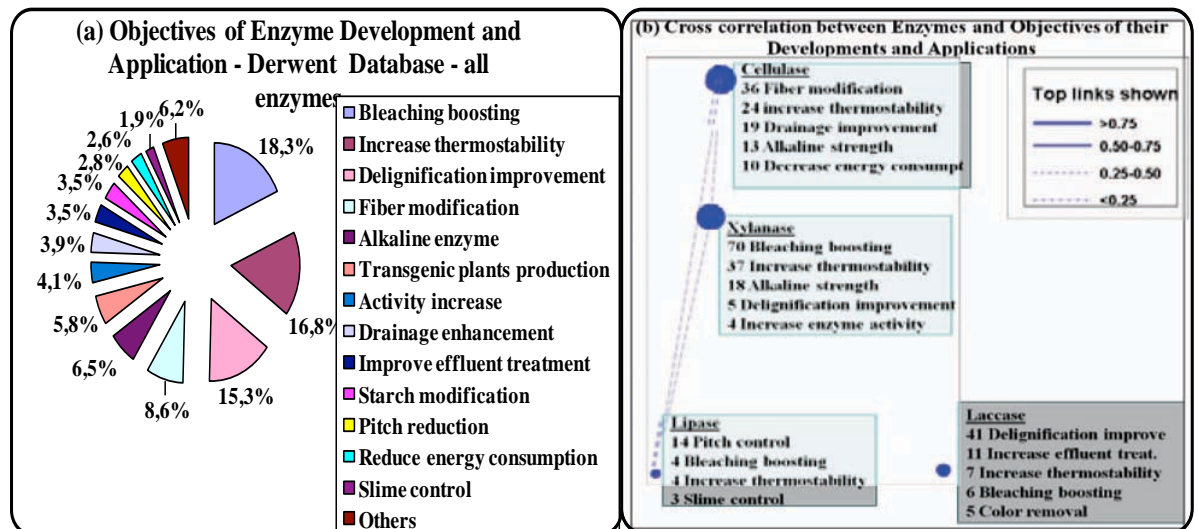 (a) Objectives of Enzyme Development and
Application - Derwent Database - all
enzymes
6,2%
1,9%
2,6%
2,8%
3,5%
3,5%
3,9%
4,1%
5,8%
6,5%
8,6%
15,3%
16,8%
18,3%
Bleaching boosting
Increase thermostability
Delignification improvement
Fiber modification
Alkaline enzyme
Transgenic plants production
Activity increase
Drainage enhancement
Improve effluent treatment
Starch modification
Pitch reduction
Reduce energy consumption
Slime control
Others
(b) Cross correlation between Enzymes and Objectives of their
Developments and Applications
Cellulase
36 Fiber modification
24 increase thermostability
19 Drainage improvement
13 Alkaline strength
10 Decrease energy consumpt
Top links shown
>0.75
0.50-0.75
0.25-0.50
<0.25
Xylanase
70 Bleaching boosting
37 Increase thermostability
18 Alkaline strength
5 Delignification improvement
4 Increase enzyme activity
Lipase
14 Pitch control
4 Bleaching boosting
4 Increase thermostability
3 Slime control
Laccase
41 Delignification improve
11 Increase effluent treat.
7 Increase thermostability
6 Bleaching boosting
5 Color removal